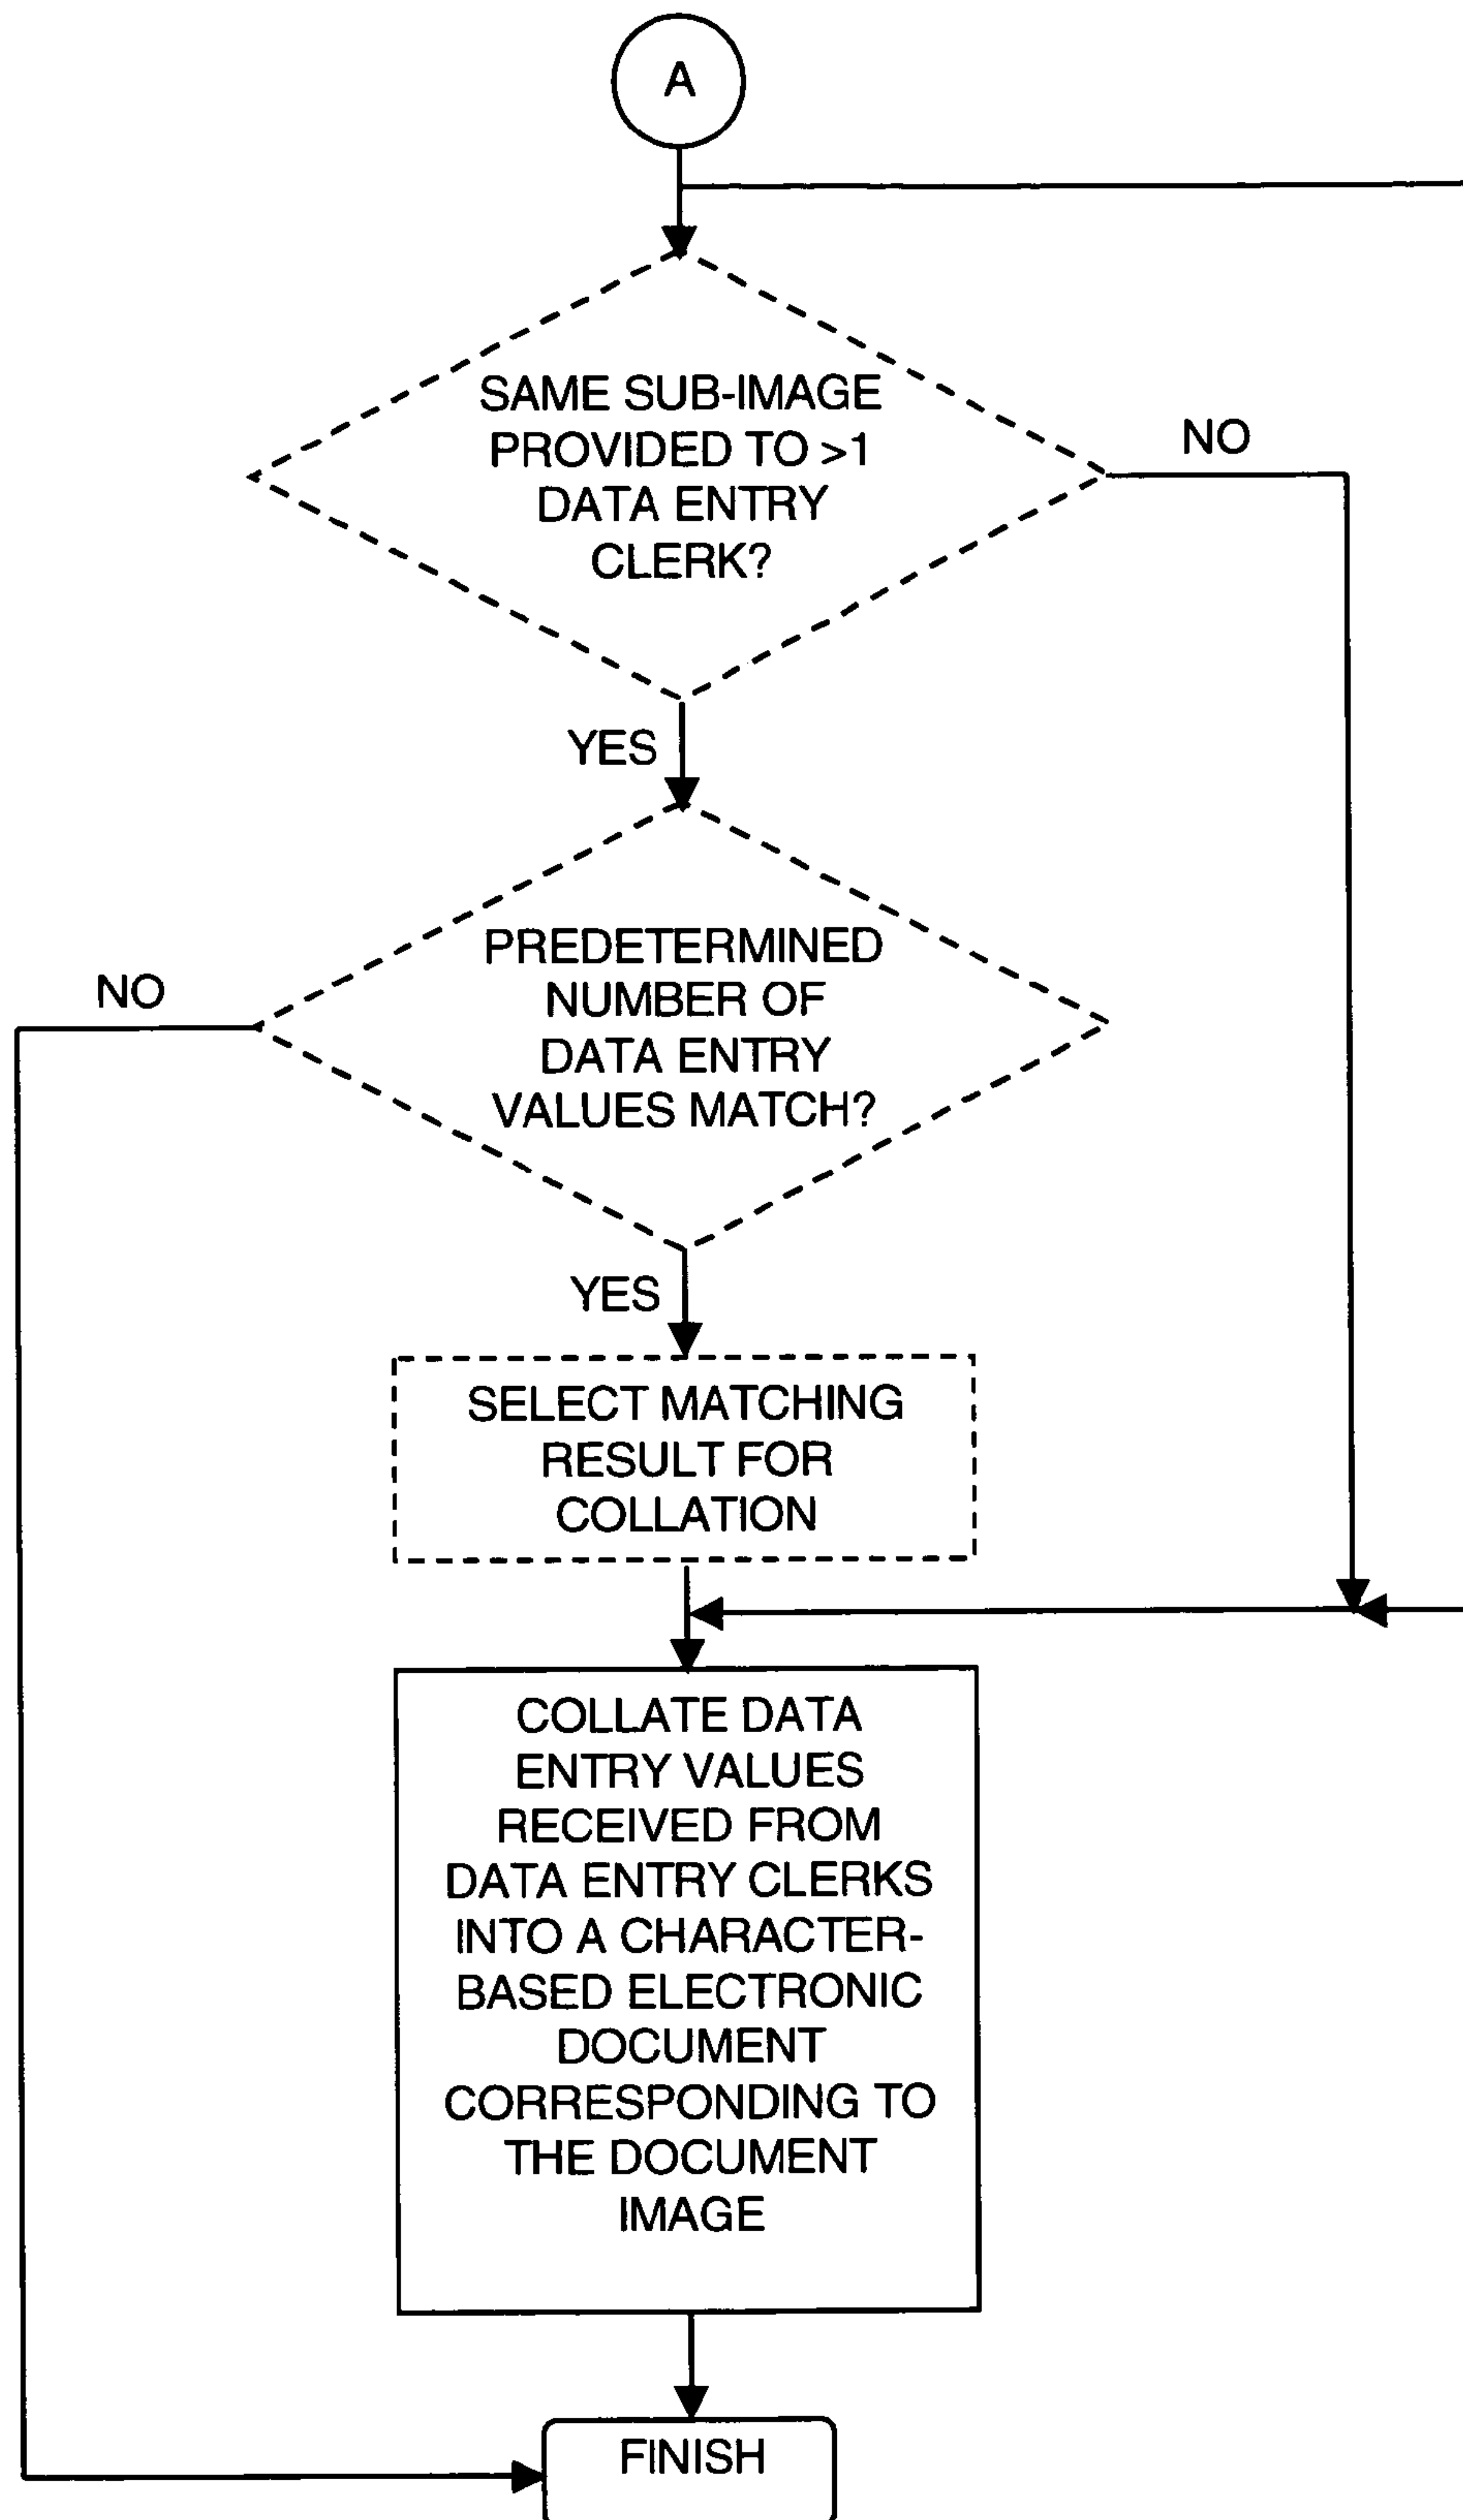 A
SAME SUB-IMAGE
PROVIDED TO >1
DATA ENTRY
CLERK?
NO
YES
PREDETERMINED
NUMBER OF
DATA ENTRY
VALUES MATCH?
NO
YES
SELECT MATCHING
RESULT FOR
COLLATION
COLLATE DATA
ENTRY VALUES
RECEIVED FROM
DATA ENTRY CLERKS
INTO A CHARACTER-
BASED ELECTRONIC
DOCUMENT
CORRESPONDING TO
THE DOCUMENT
IMAGE
FINISH